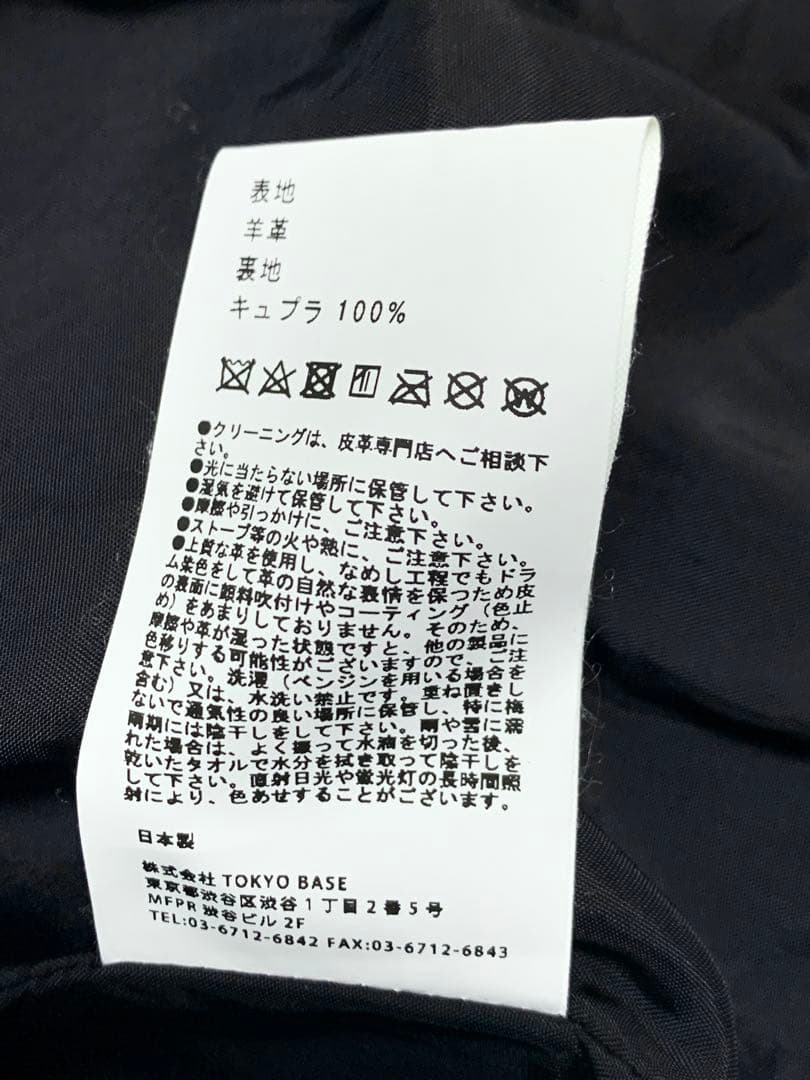 表地
羊革
裏地
キュプラ 100%
●クリーニングは、皮革専門店へご相談下
さい。
●光に当たらない場所に保管して下さい。
●湿気を避けて保管して下さい。
●摩擦や引っかけに、ご注意下さい。
●ストーブ等の火や熱に、ご注意下さい。
●上質な革を使用し、なめし工程でもドラ
ム染色をして革の自然な表情を保つため皮
の表面に顔料吹付けやコーティング（色止
め）をあまりしておりません。そのため、
摩擦や革が湿った状態ですと、他の製品に
色移りする可能性がございますので、ご注
意下さい。洗濯（ベンジンを用いる場合を
含む）又は、水洗い禁止です。重ね置きし
ないで通気性の良い場所に保管し、特に梅
雨期には陰干しをして下さい。雨や雪に濡
れた場合は、よく振って水滴を切った後、
乾いたタオルで水分を拭き取って陰干しを
して下さい。直射日光や蛍光灯の長時間照
射により、色あせすることがございます。
日本製
株式会社 TOKYO BASE
東京都渋谷区渋谷1丁目2番5号
MFPR 渋谷ビル 2F
TEL:03-6712-6842 FAX:03-6712-6843